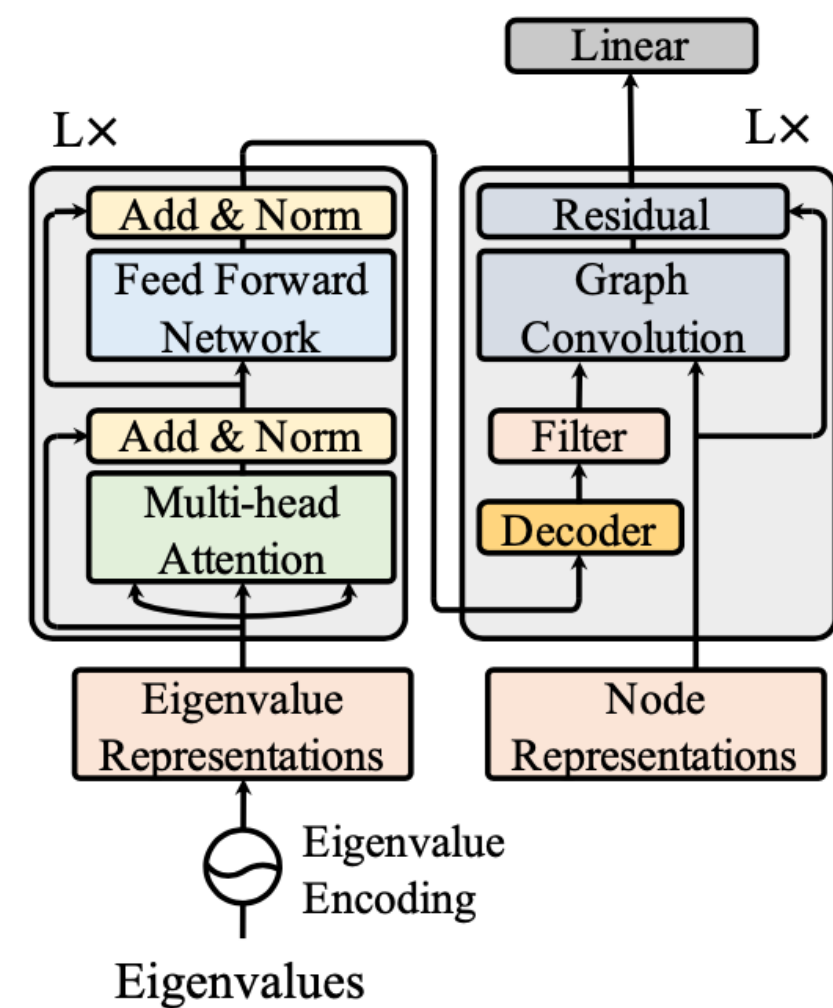 Linear
L×
L×
Add & Norm
Residual
Feed Forward
Network
Graph
Convolution
Add & Norm
Filter
Multi-head
Attention
Decoder
Eigenvalue
Representations
Node
Representations
Eigenvalue
Encoding
Eigenvalues